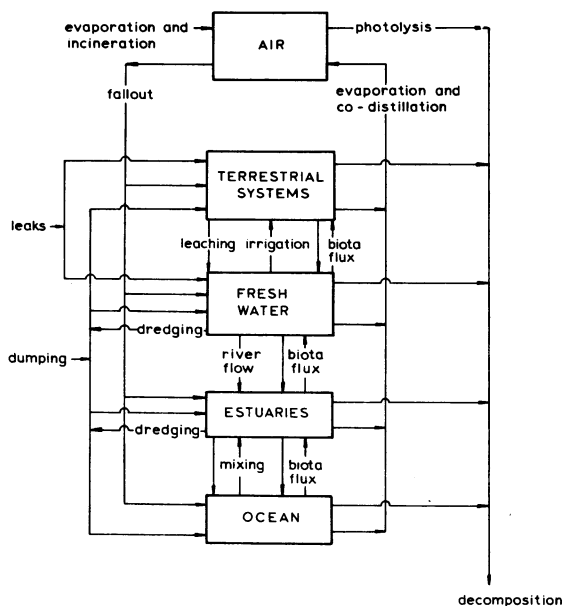 evaporation and
incineration
AIR
photolysis
fallout
evaporation and
co - distillation
TERRESTRIAL
SYSTEMS
leaks
leaching irrigation
biota
flux
FRESH
WATER
dredging
dumping
river
flow
biota
flux
ESTUARIES
dredging
mixing
biota
flux
OCEAN
decomposition